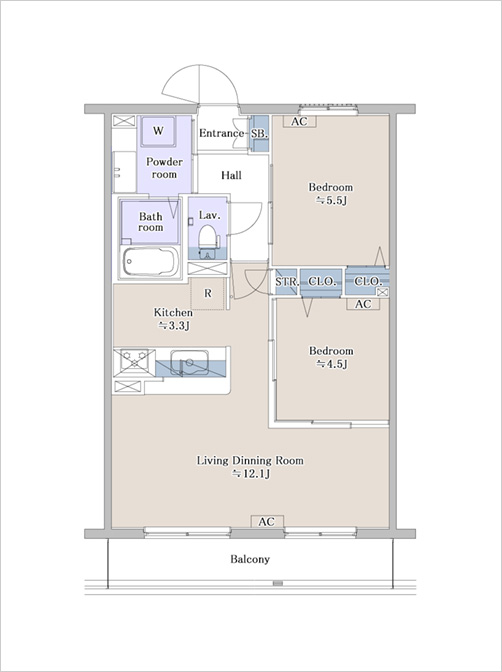 W
Entrance
SB.
AC
Powder
room
Hall
Bedroom
≒5.5J
Bath
room
Lav.
STR.
CLO.
CLO.
R
AC
Kitchen
≒3.3J
Bedroom
≒4.5J
Living Dinning Room
≒12.1J
AC
Balcony